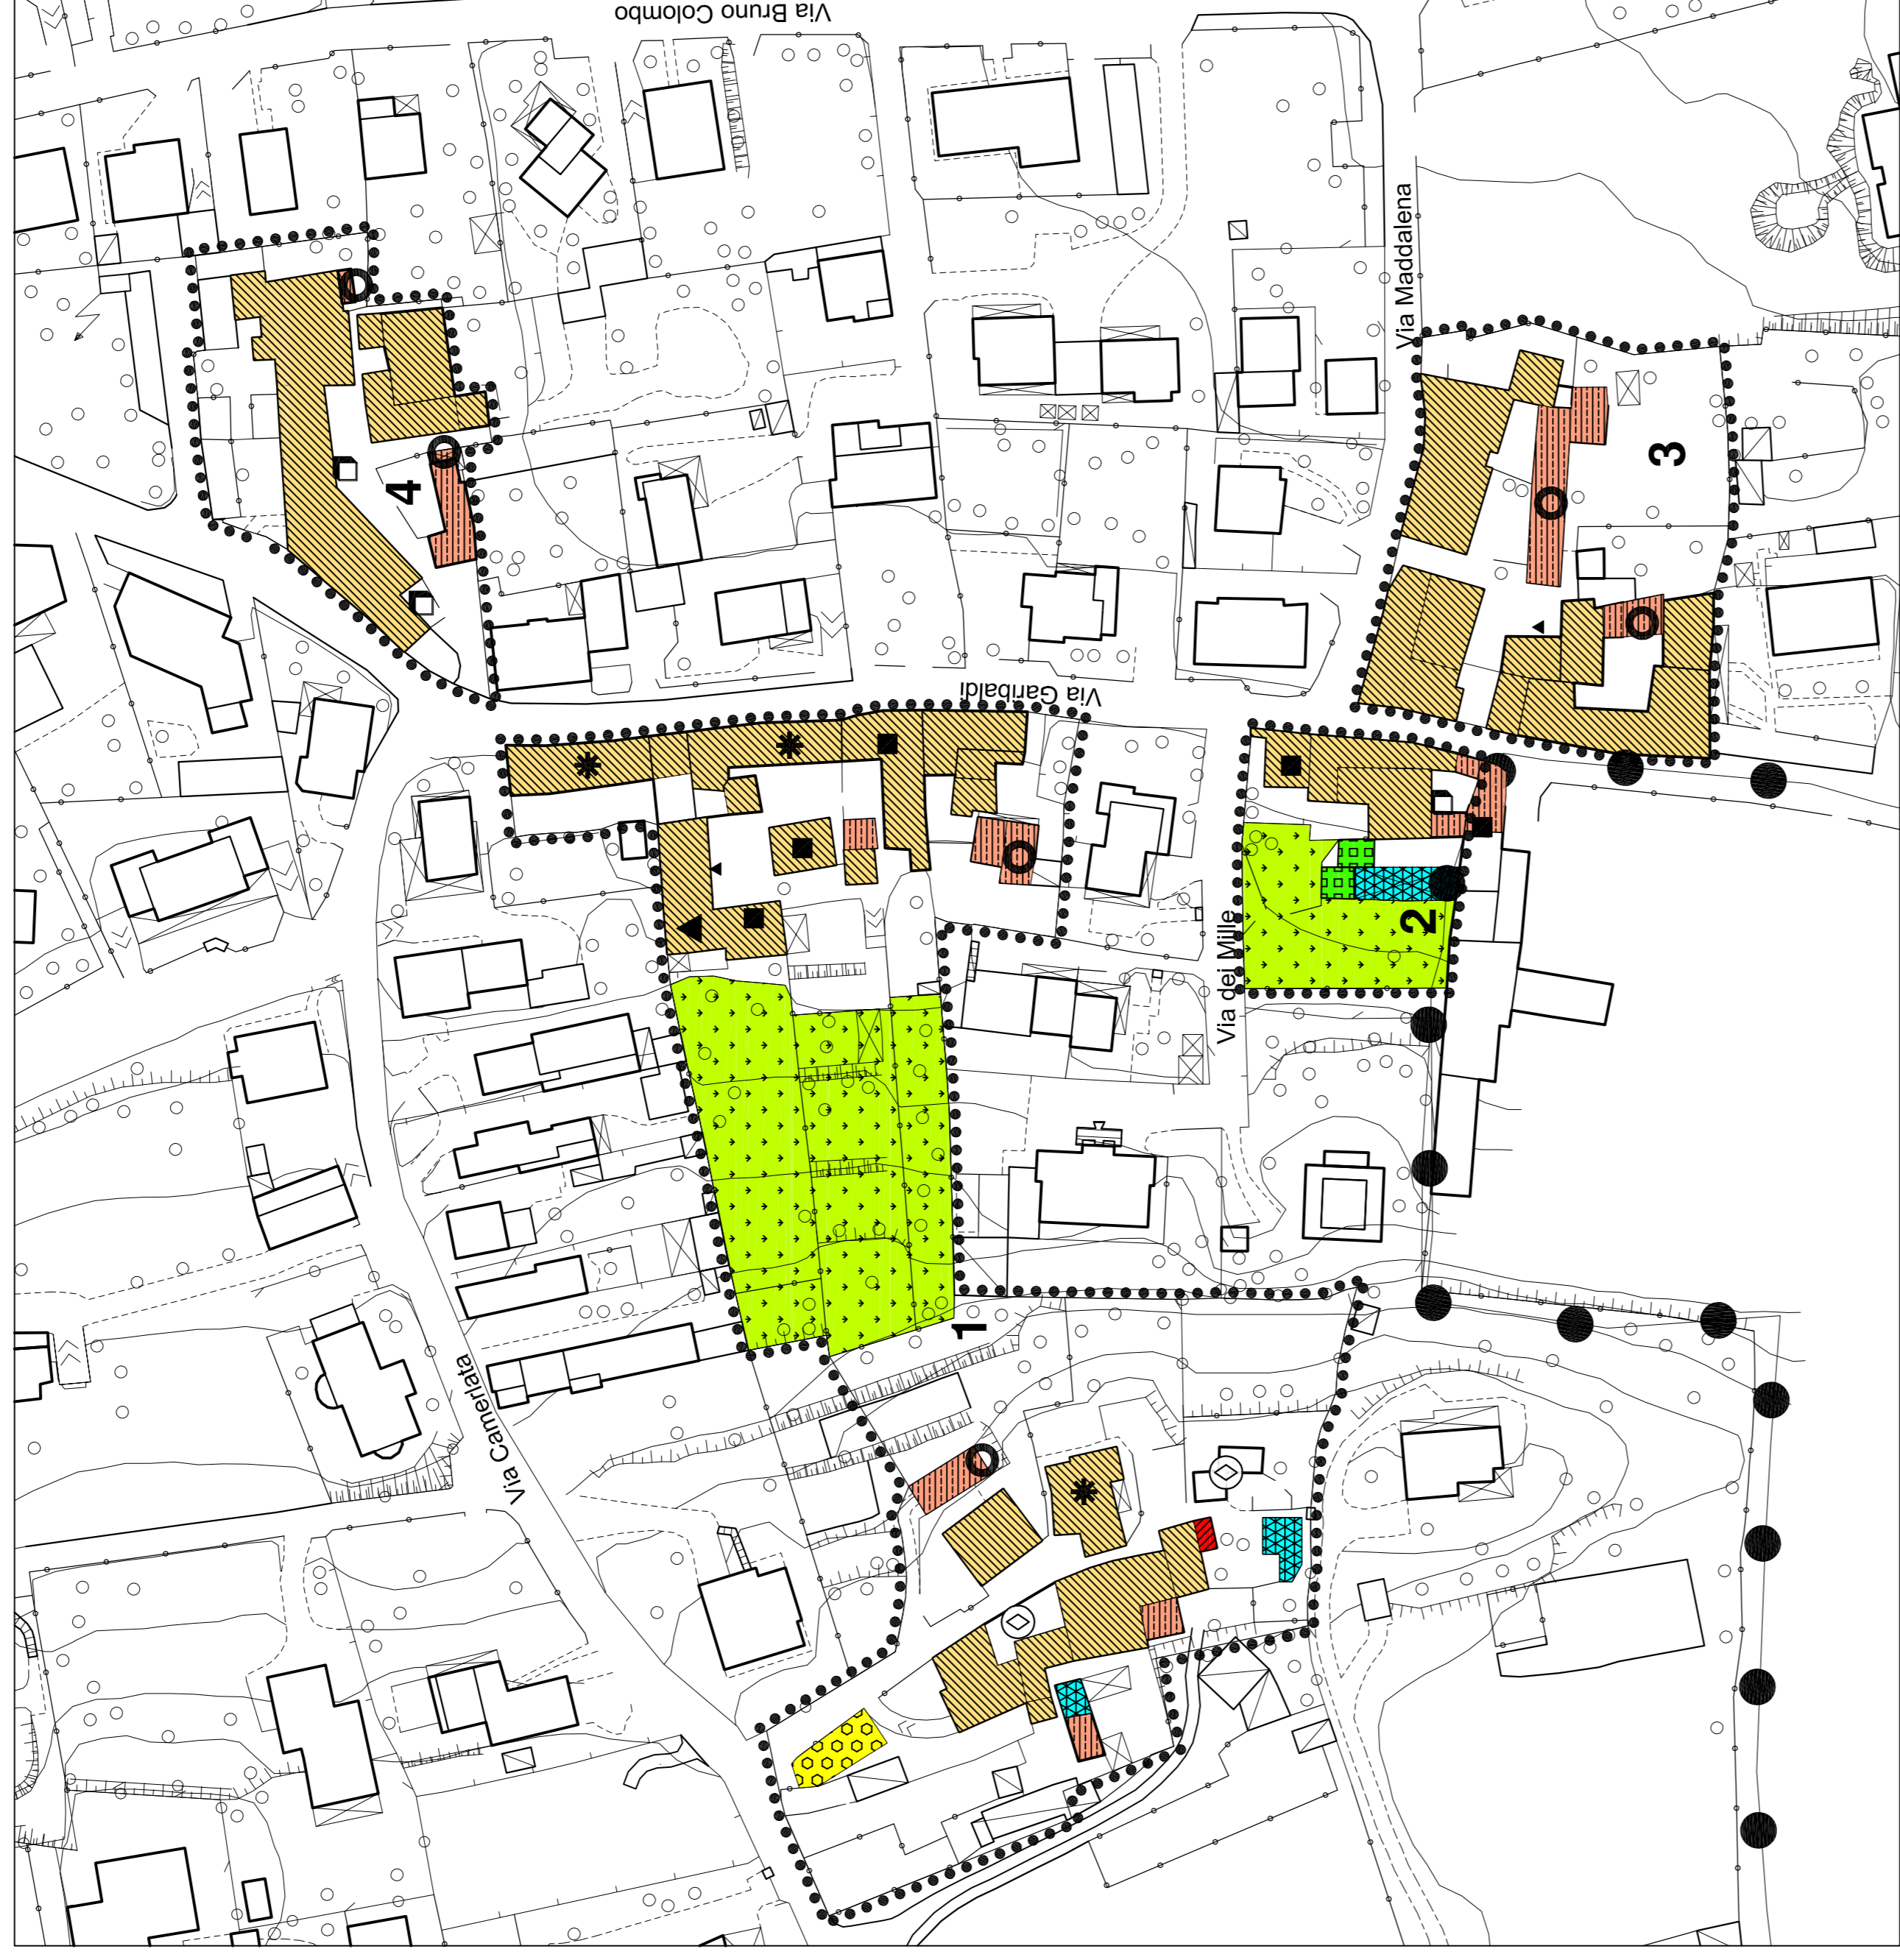 Via Bruno Colombo
Via Maddalena
4
3
Via Garibaldi
2
Via dei Mille
1
Via Camerlata